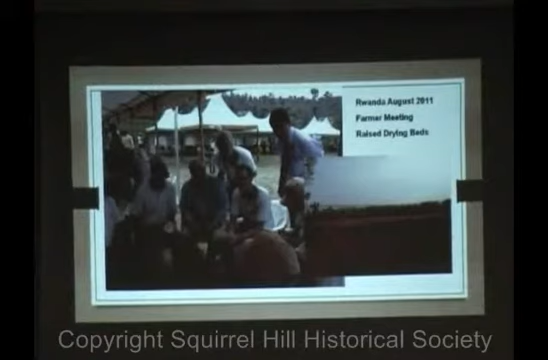 Rwanda August 2011
Farmer Meeting
Raised Drying Beds
Copyright Squirrel Hill Historical Society